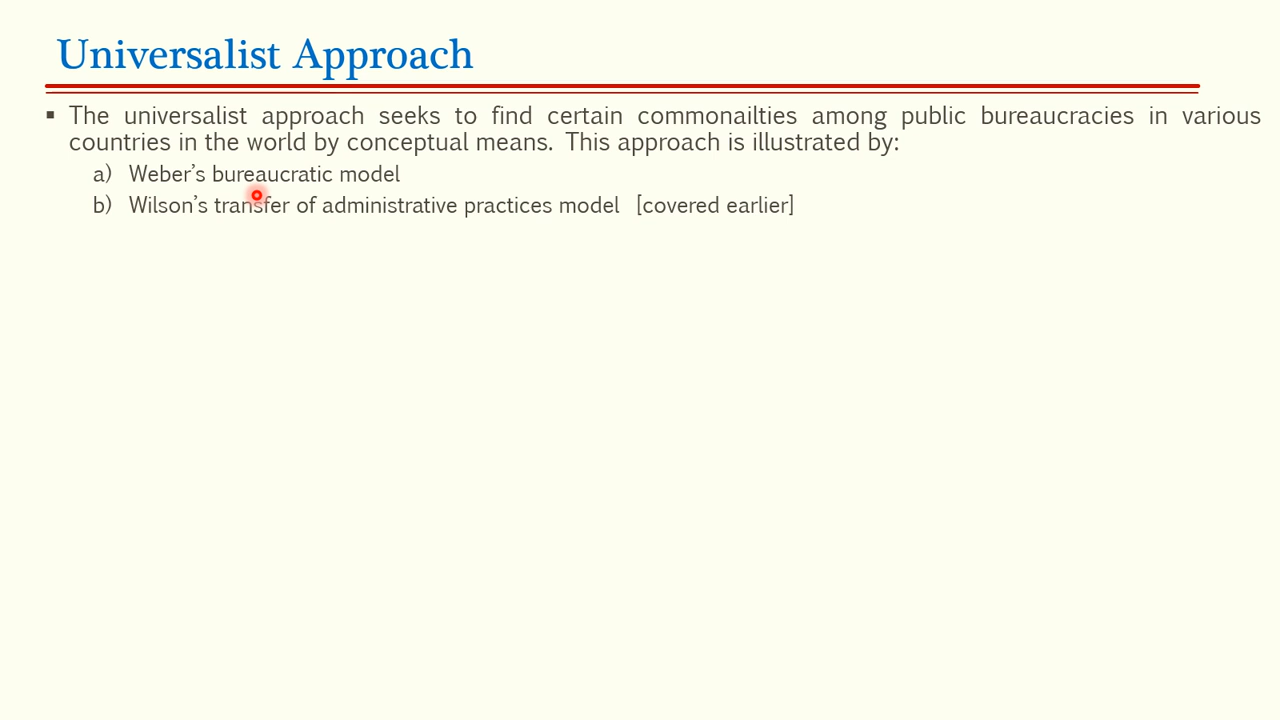 Universalist Approach
▪ The universalist approach seeks to find certain commonailties among public bureaucracies in various
countries in the world by conceptual means. This approach is illustrated by:
a) Weber’s bureaucratic model
b) Wilson’s transfer of administrative practices model [covered earlier]